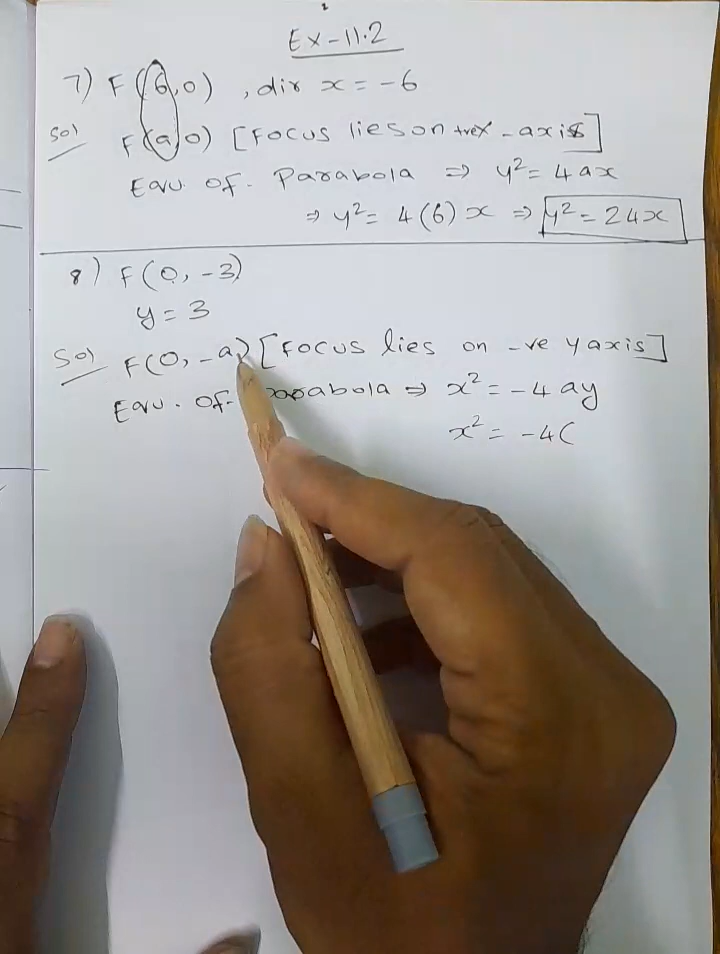 Ex-11.2
7) F(6,0) , dir x = -6
Sol F(a,0) [Focus lies on +ve x-axis]
Equ. Of. Parabola ⇒ y² = 4ax
⇒ y² = 4(6)x ⇒ y² = 24x
8) F(0, -3)
y = 3
Sol F(0, -a) [Focus lies on -ve y axis]
Equ. Of. rabola ⇒ x² = -4ay
x² = -4(